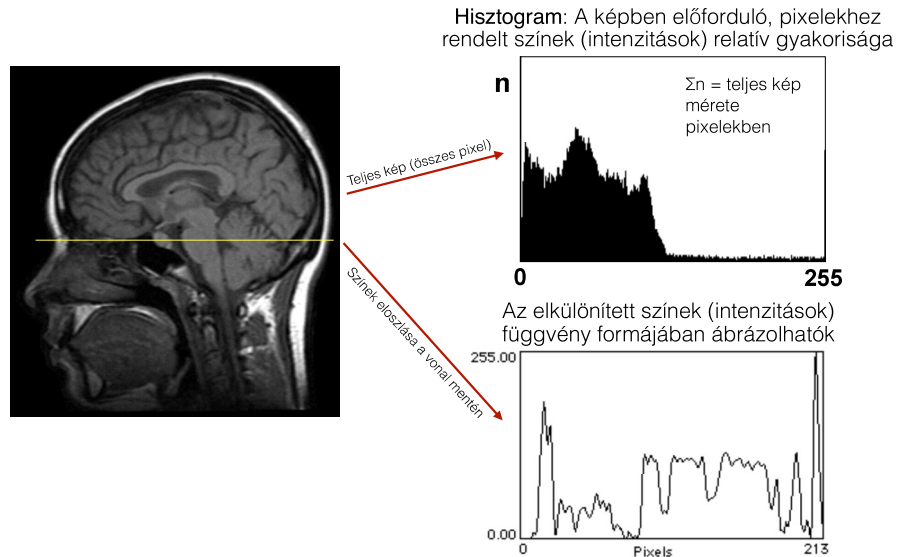 Hisztogram: A képben előforduló, pixelekhez
rendelt színek (intenzitások) relatív gyakorisága
n
Σn = teljes kép
mérete
pixelekben
0
255
Teljes kép (összes pixel)
Színek eloszlása a vonal mentén
Az elkülönített színek (intenzitások)
függvény formájában ábrázolhatók
255.00
0.00
0
Pixels
213